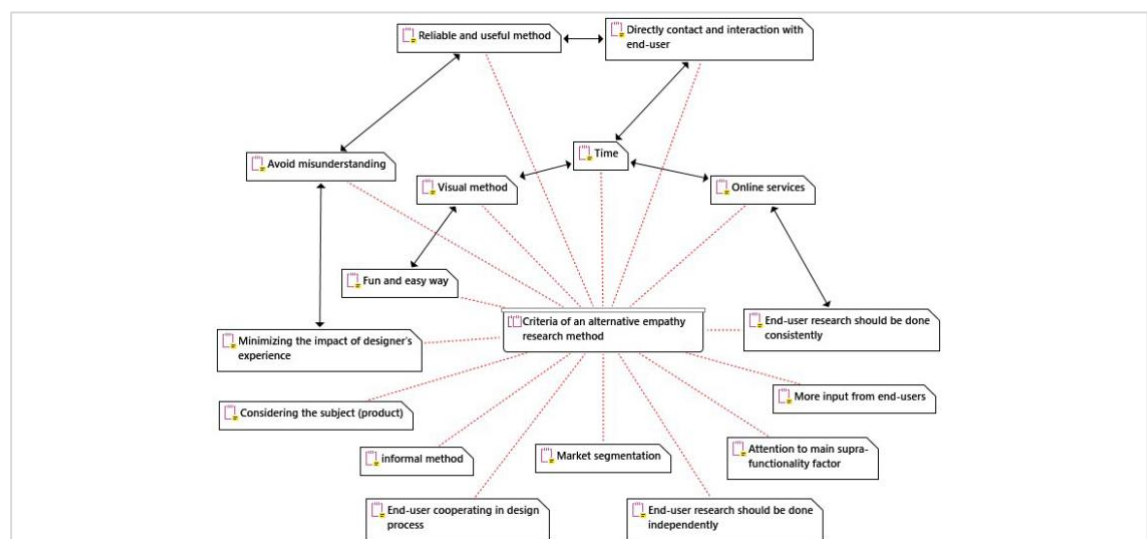 Reliable and useful method
Directly contact and interaction with
end-user
Time
Avoid misunderstanding
Visual method
Online services
Fun and easy way
Criteria of an alternative empathy
research method
End-user research should be done
consistently
Minimizing the impact of designer's
experience
More input from end-users
Considering the subject (product)
informal method
Market segmentation
Attention to main supra-
functionality factor
End-user cooperating in design
process
End-user research should be done
independently